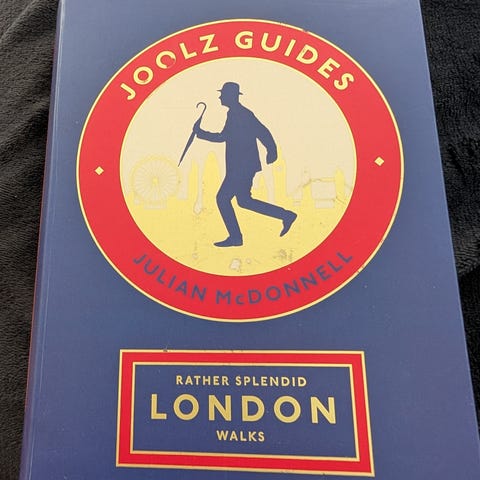 JOOLZ GUIDES
JULIAN McDONNELL
RATHER SPLENDID
LONDON
WALKS